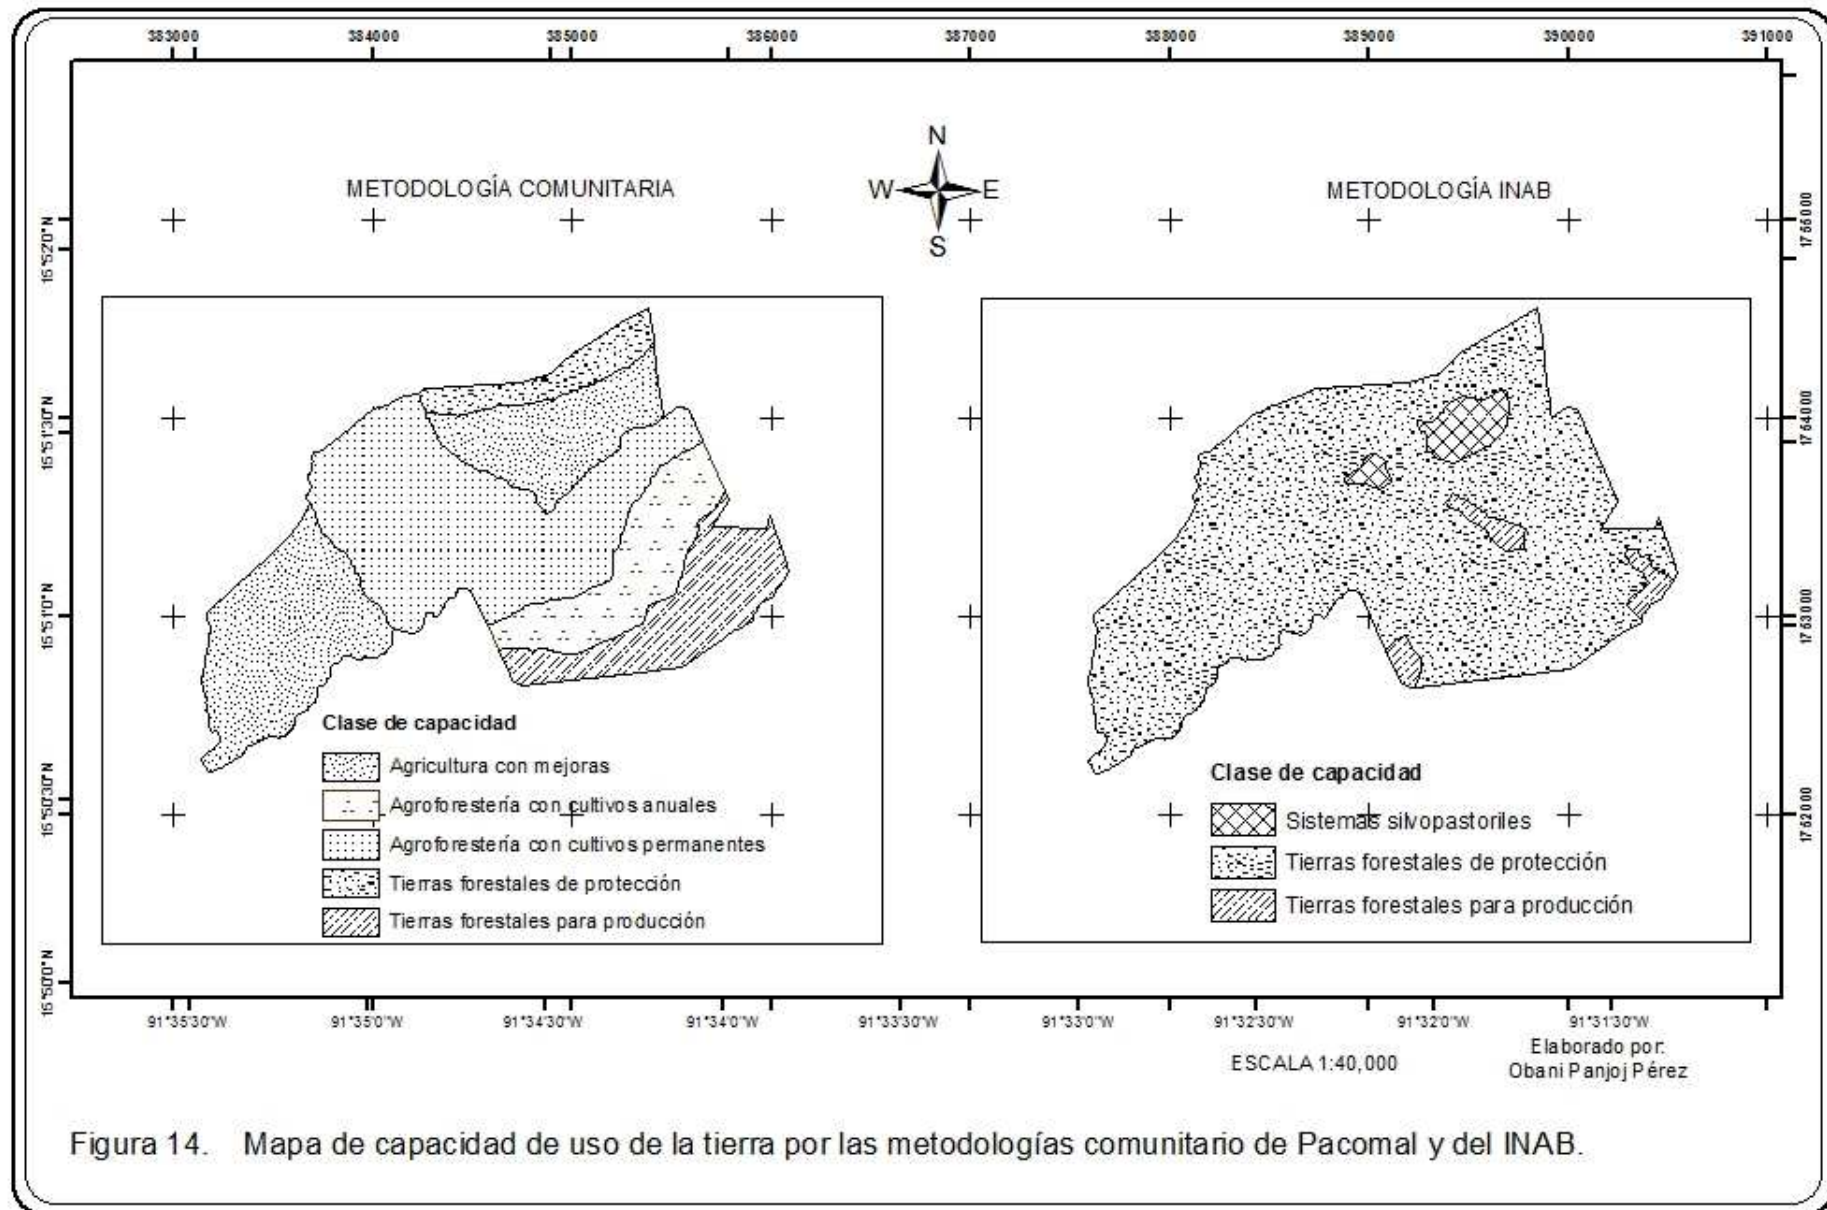 383000 384000 385000 386000 387000 388000 389000 390000 391000
N
W E
S
METODOLOGÍA COMUNITARIA
METODOLOGÍA INAB
15°52'0"N
15°51'30"N
15°51'0"N
15°50'30"N
15°50'0"N
1765000
1764000
1763000
1762000
Clase de capacidad
Agricultura con mejoras
Agroforestería con cultivos anuales
Agroforestería con cultivos permanentes
Tierras forestales de protección
Tierras forestales para producción
Clase de capacidad
Sistemas silvopastoriles
Tierras forestales de protección
Tierras forestales para producción
91°35'30"W 91°35'0"W 91°34'30"W 91°34'0"W 91°33'30"W 91°33'0"W 91°32'30"W 91°32'0"W 91°31'30"W
ESCALA 1:40,000
Elaborado por:
Obani Panjoj Pérez
Figura 14. Mapa de capacidad de uso de la tierra por las metodologías comunitario de Pacomal y del INAB.